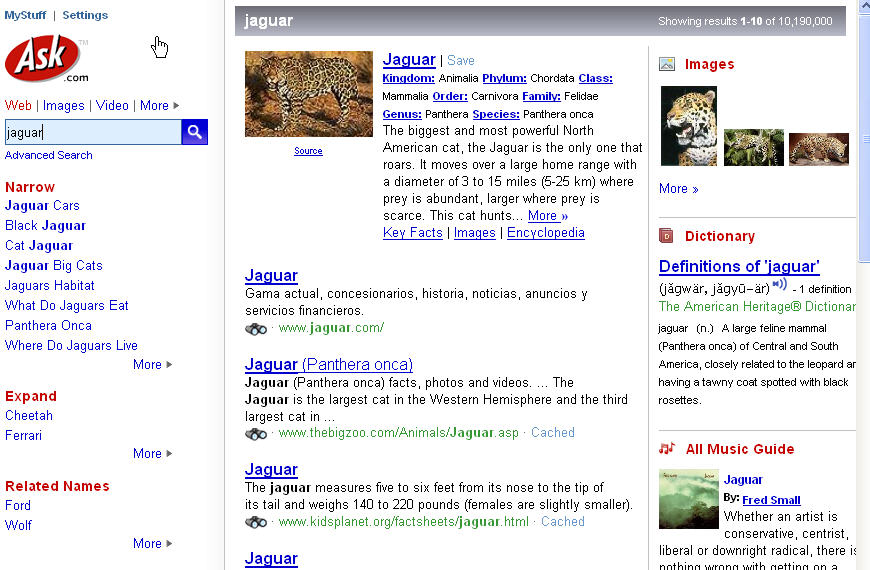 MyStuff | Settings
Ask™
.com
Web | Images | Video | More
jaguar
Advanced Search
Narrow
Jaguar Cars
Black Jaguar
Cat Jaguar
Jaguar Big Cats
Jaguars Habitat
What Do Jaguars Eat
Panthera Onca
Where Do Jaguars Live
More
Expand
Cheetah
Ferrari
More
Related Names
Ford
Wolf
More
jaguar
Showing results 1-10 of 10,190,000
Source
Jaguar | Save
Kingdom: Animalia Phylum: Chordata Class:
Mammalia Order: Carnivora Family: Felidae
Genus: Panthera Species: Panthera onca
The biggest and most powerful North
American cat, the Jaguar is the only one that
roars. It moves over a large home range with
a diameter of 3 to 15 miles (5-25 km) where
prey is abundant, larger where prey is
scarce. This cat hunts... More »
Key Facts | Images | Encyclopedia
Jaguar
Gama actual, concesionarios, historia, noticias, anuncios y
servicios financieros.
· www.jaguar.com/
Jaguar (Panthera onca)
Jaguar (Panthera onca) facts, photos and videos. ... The
Jaguar is the largest cat in the Western Hemisphere and the third
largest cat in ...
· www.thebigzoo.com/Animals/Jaguar.asp · Cached
Jaguar
The jaguar measures five to six feet from its nose to the tip of
its tail and weighs 140 to 220 pounds (females are slightly smaller).
· www.kidsplanet.org/factsheets/jaguar.html · Cached
Jaguar
Images
More »
Dictionary
Definitions of 'jaguar'
(jăgwär, jăgyū-är) - 1 definition
The American Heritage® Dictionar
jaguar (n.) A large feline mammal
(Panthera onca) of Central and South
America, closely related to the leopard ar
having a tawny coat spotted with black
rosettes.
All Music Guide
Jaguar
By: Fred Small
Whether an artist is
conservative, centrist,
liberal or downright radical, there is
nothing wrong with getting on a